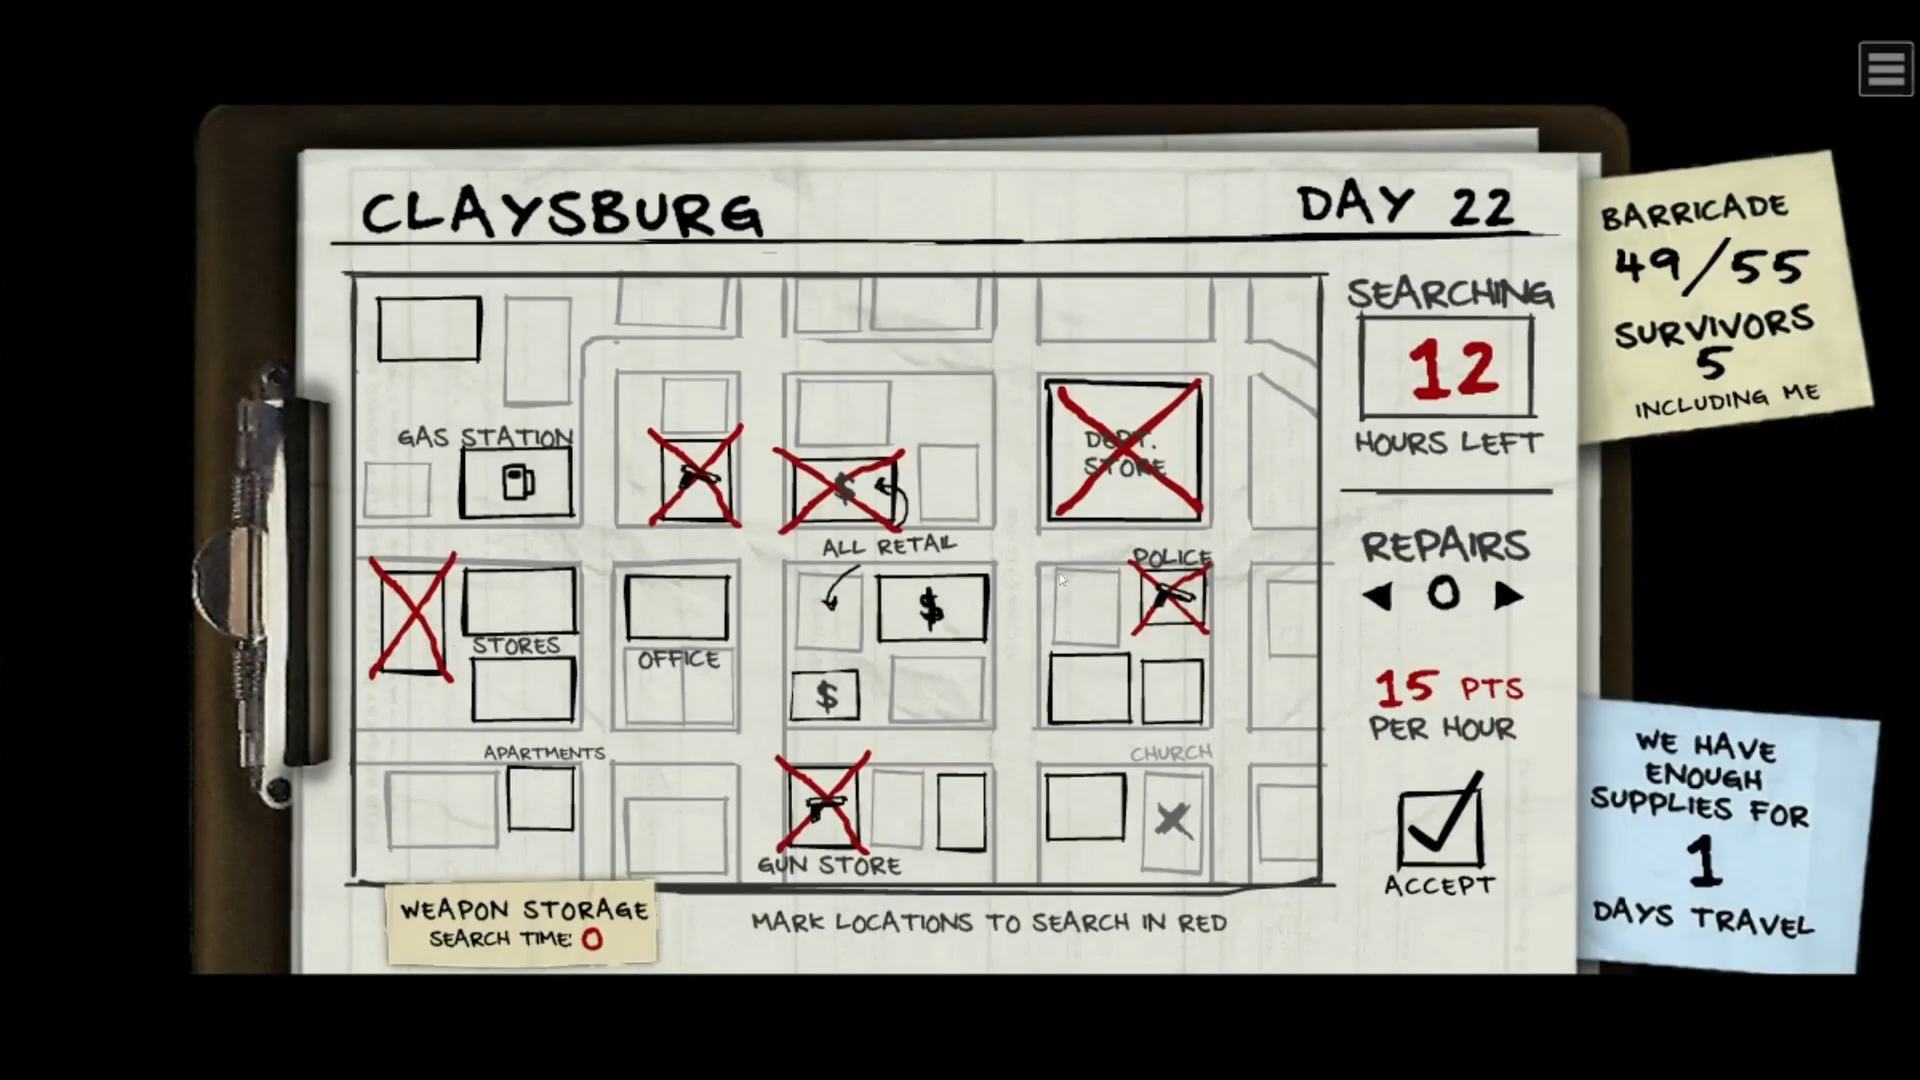 CLAYSBURG
DAY 22
BARRICADE
49/55
SURVIVORS
5
INCLUDING ME
SEARCHING
12
HOURS LEFT
GAS STATION
DEPT.
STORE
$
ALL RETAIL
POLICE
REPAIRS
0
$
STORES
OFFICE
$
15 PTS
PER HOUR
APARTMENTS
CHURCH
GUN STORE
ACCEPT
WE HAVE
ENOUGH
SUPPLIES FOR
1
DAYS TRAVEL
WEAPON STORAGE
SEARCH TIME: 0
MARK LOCATIONS TO SEARCH IN RED